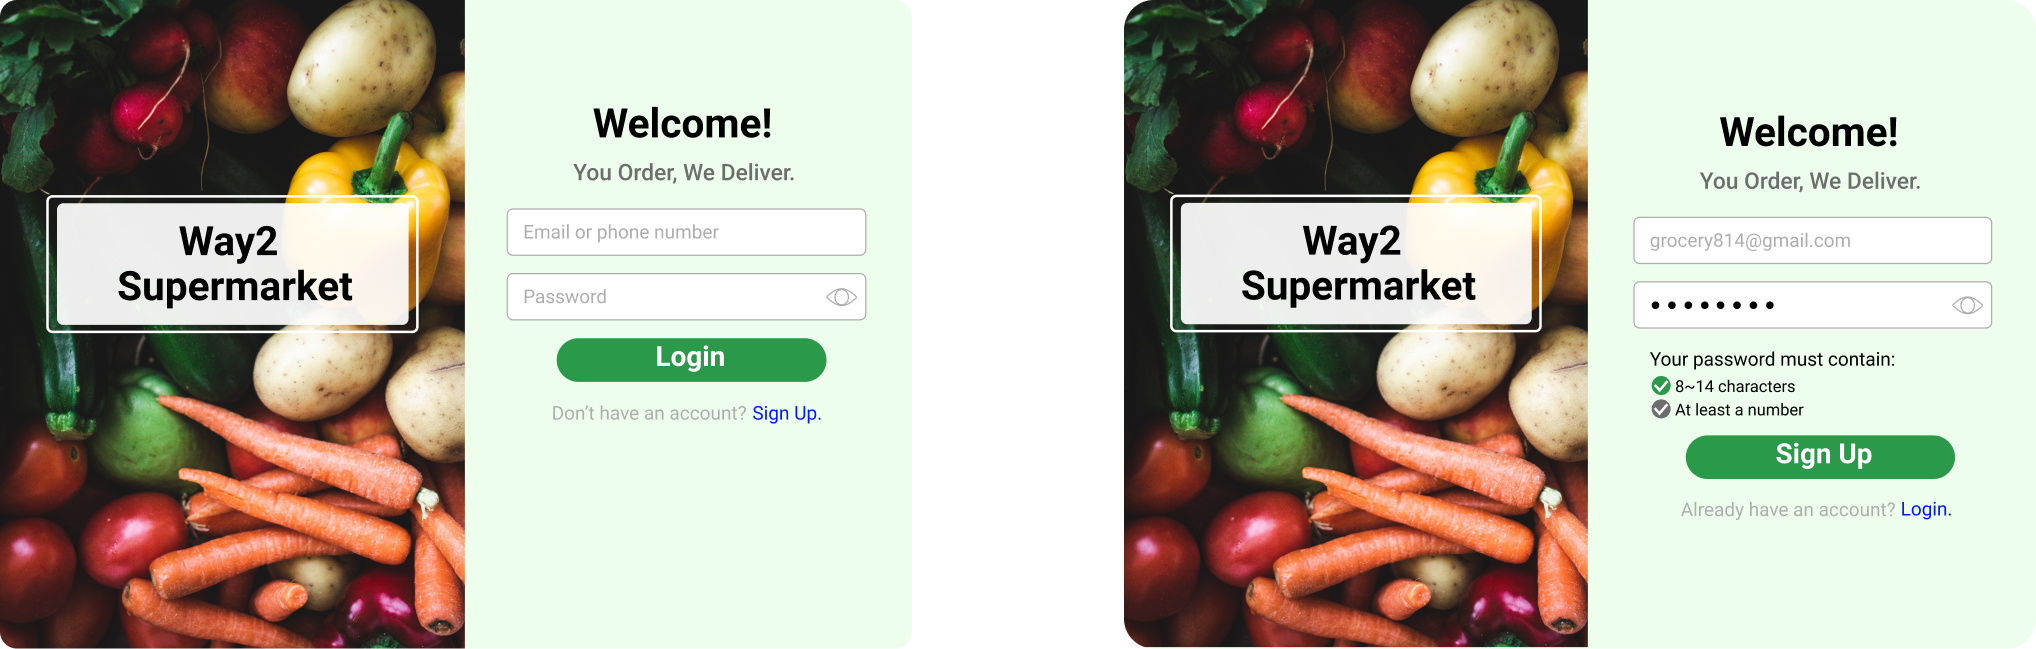 Way2
Supermarket
Welcome!
You Order, We Deliver.
Email or phone number
Password
Login
Don't have an account? Sign Up.
Way2
Supermarket
Welcome!
You Order, We Deliver.
grocery814@gmail.com
••••••••
Your password must contain:
8~14 characters
At least a number
Sign Up
Already have an account? Login.